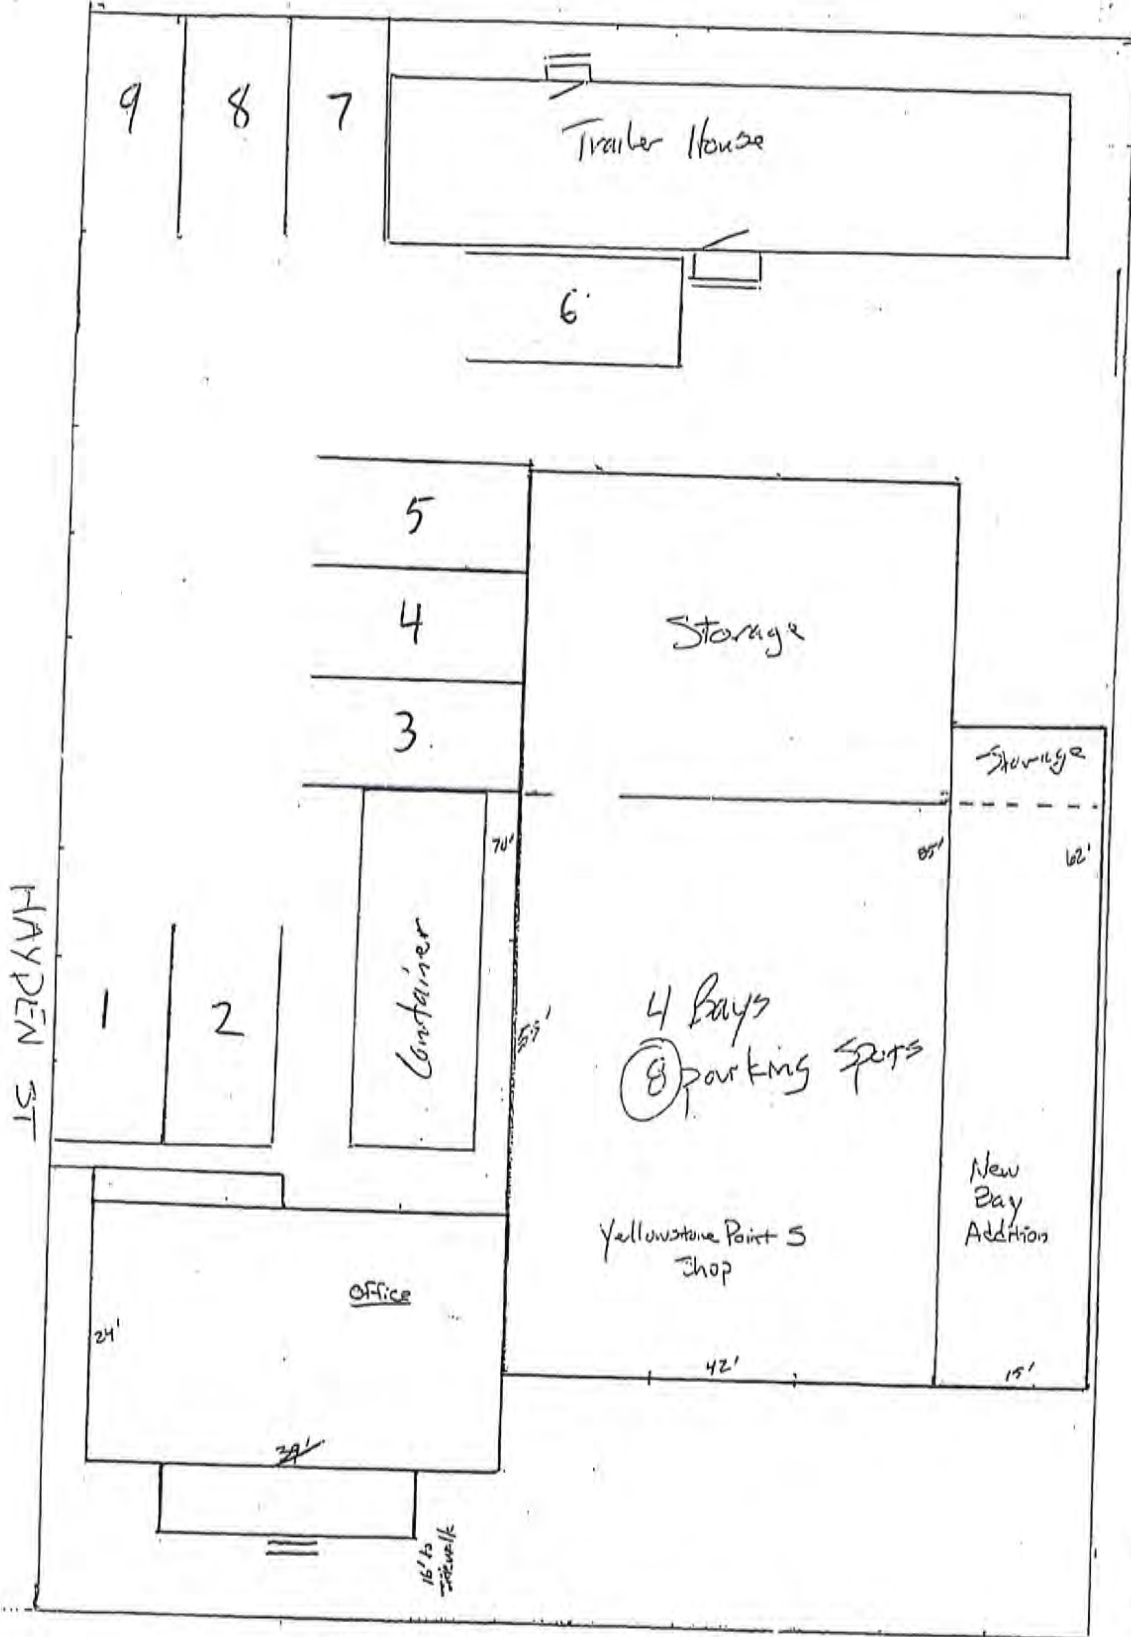 9
8
7
Trailer House
6
5
4
3
Storage
Storage
70'
85'
62'
Container
HAYDEN ST
1
2
55'
4 Bays
8 parking spots
New
Bay
Addition
Yellowstone Point S
Shop
Office
24'
42'
15'
39'
16' to
sidewalk